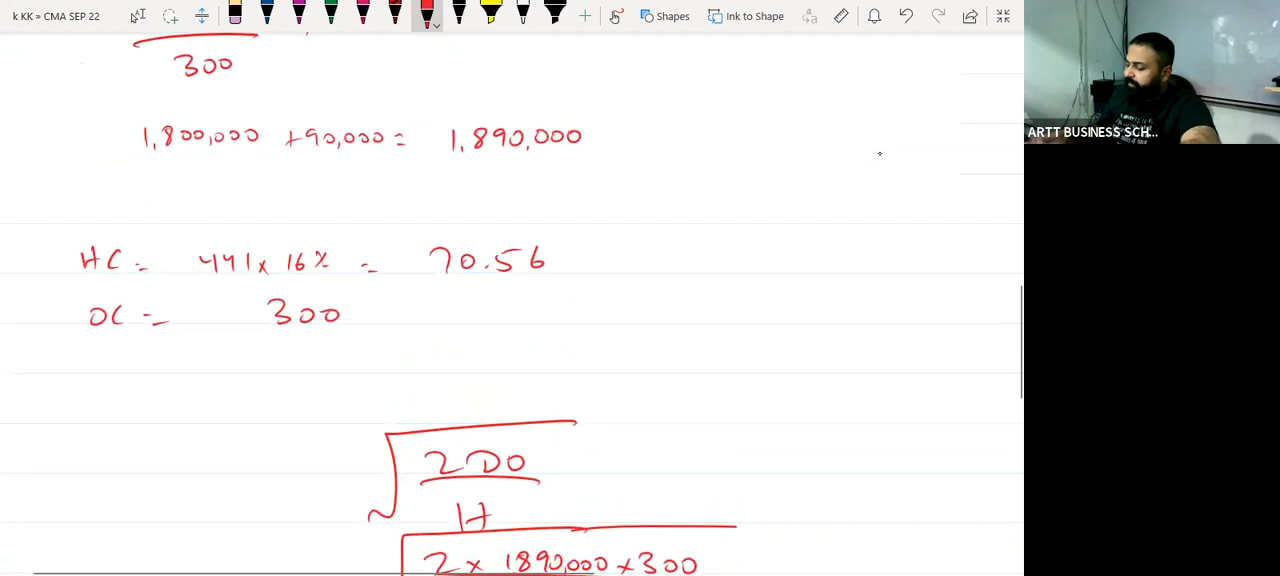 k KK » CMA SEP 22
Shapes
Ink to Shape
300
1,800,000 +90,000 = 1,890,000
HC = 441 x 16% = 70.56
OC = 300
√2DO
H
2 x 1890,000 x 300
ARTT BUSINESS SCH...